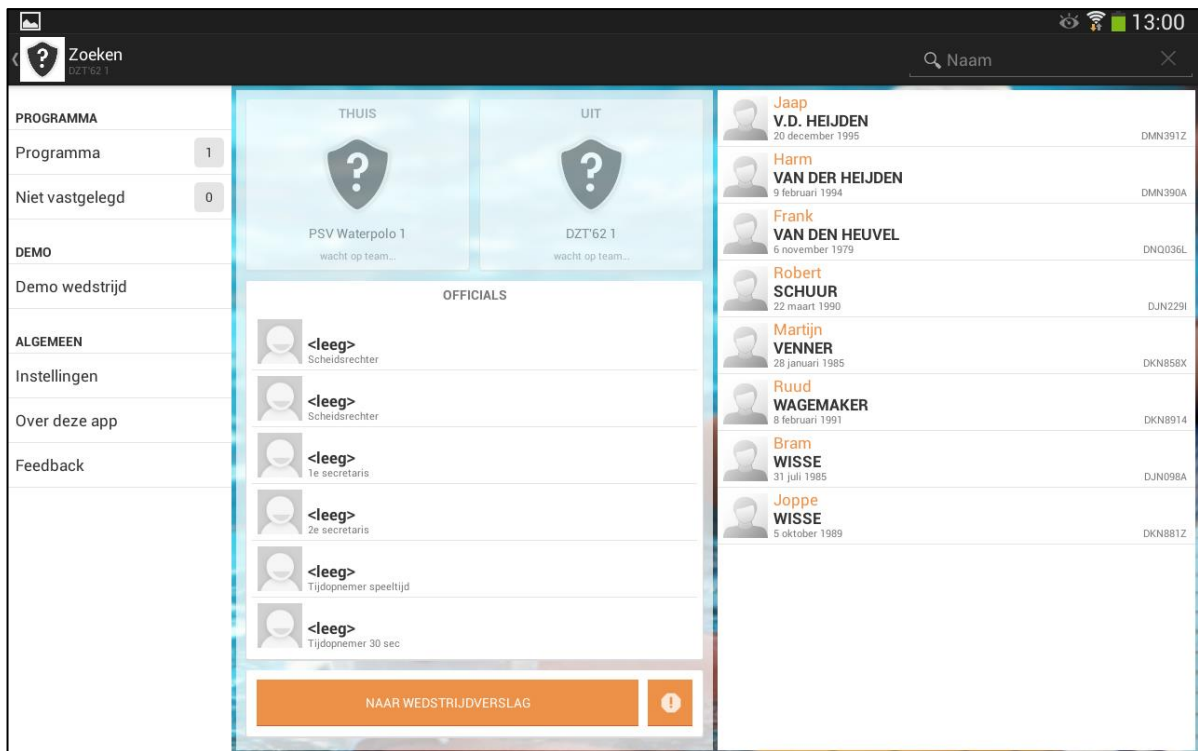 13:00
Zoeken
DZT'62 1
Naam
PROGRAMMA
Programma 1
Niet vastgelegd 0
DEMO
Demo wedstrijd
ALGEMEEN
Instellingen
Over deze app
Feedback
THUIS
PSV Waterpolo 1
wacht op team...
UIT
DZT'62 1
wacht op team...
OFFICIALS
<leeg>
Scheidsrechter
<leeg>
Scheidsrechter
<leeg>
1e secretaris
<leeg>
2e secretaris
<leeg>
Tijdopnemer speeltijd
<leeg>
Tijdopnemer 30 sec
NAAR WEDSTRIJDVERSLAG
Jaap
V.D. HEIJDEN
20 december 1995 DMN391Z
Harm
VAN DER HEIJDEN
9 februari 1994 DMN390A
Frank
VAN DEN HEUVEL
6 november 1979 DNQ036L
Robert
SCHUUR
22 maart 1990 DJN229I
Martijn
VENNER
28 januari 1985 DKN858X
Ruud
WAGEMAKER
8 februari 1991 DKN8914
Bram
WISSE
31 juli 1985 DJN098A
Joppe
WISSE
5 oktober 1989 DKN881Z